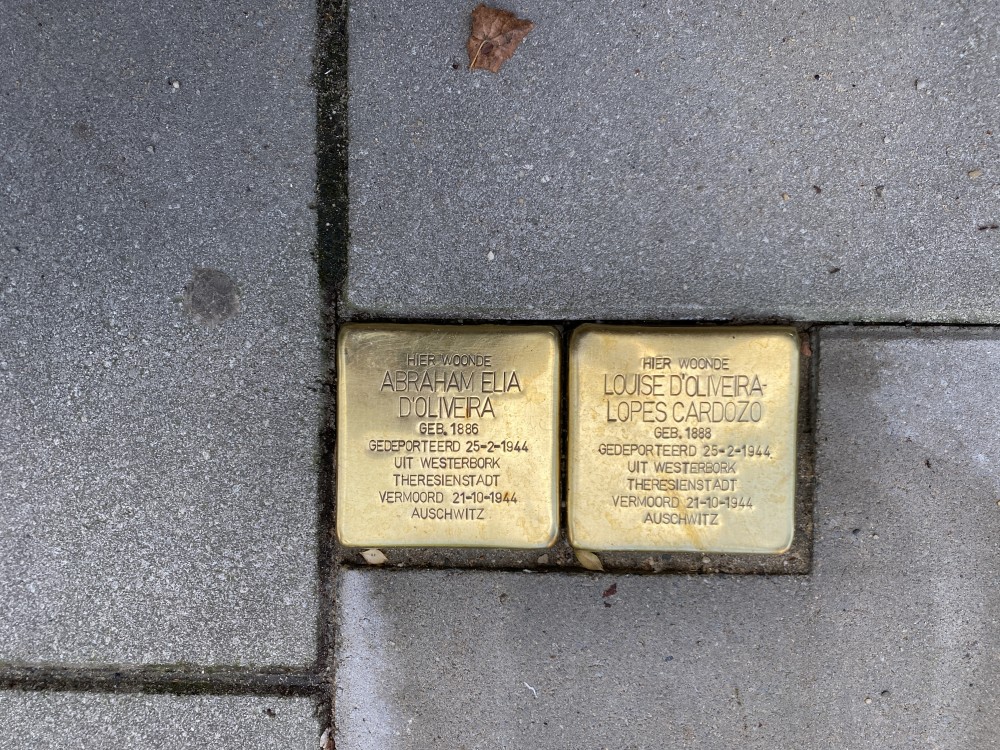 HIER WOONDE
ABRAHAM ELIA
D'OLIVEIRA
GEB. 1886
GEDEPORTEERD 25-2-1944
UIT WESTERBORK
THERESIENSTADT
VERMOORD 21-10-1944
AUSCHWITZ
HIER WOONDE
LOUISE D'OLIVEIRA-
LOPES CARDOZO
GEB. 1888
GEDEPORTEERD 25-2-1944
UIT WESTERBORK
THERESIENSTADT
VERMOORD 21-10-1944
AUSCHWITZ